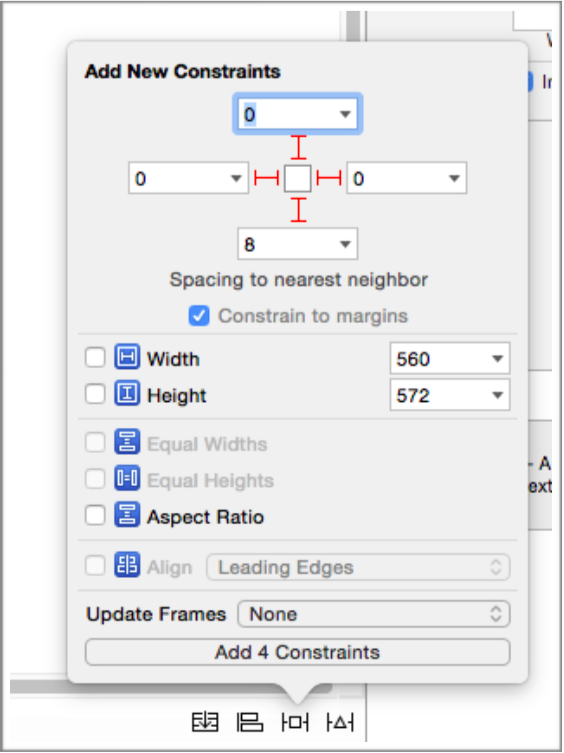 Add New Constraints
0
0 0
8
Spacing to nearest neighbor
Constrain to margins
Width 560
Height 572
Equal Widths
Equal Heights
Aspect Ratio
Align Leading Edges
Update Frames None
Add 4 Constraints
- A
ext